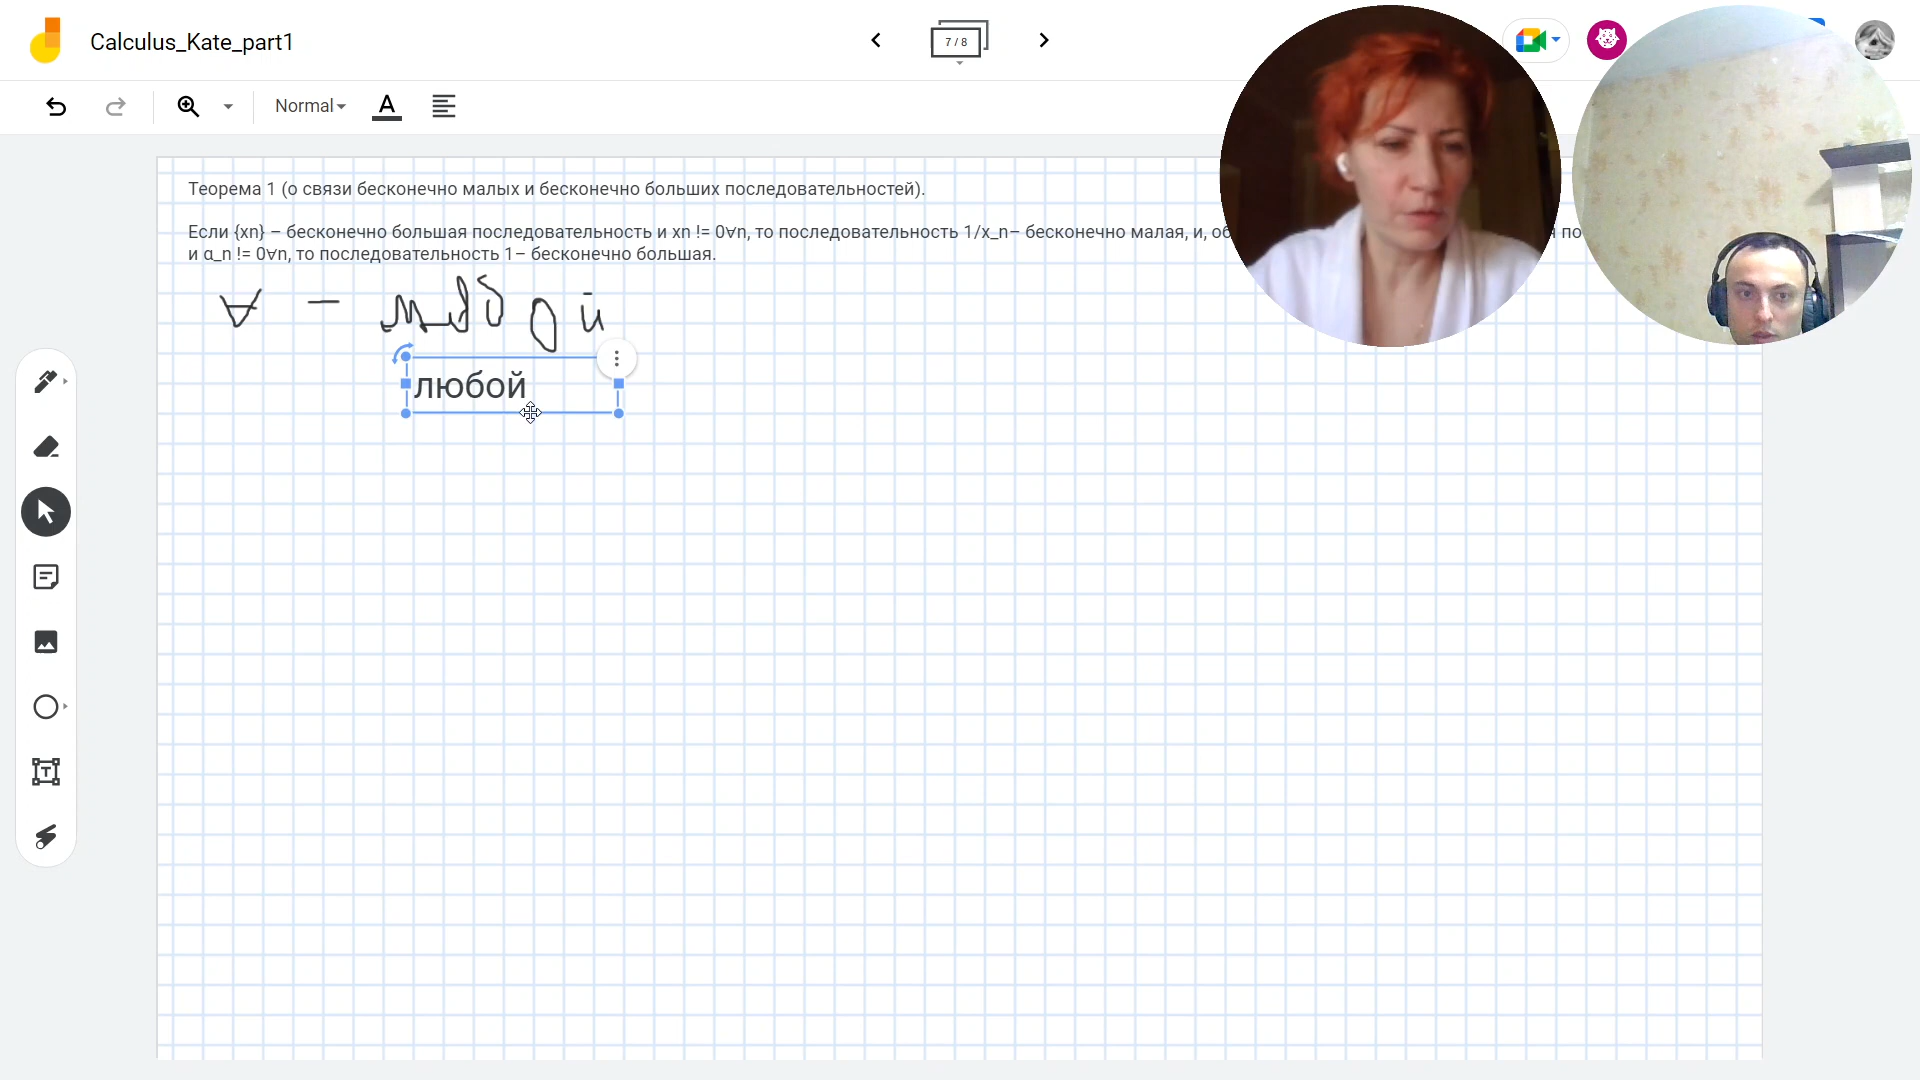 Calculus_Kate_part1
7 / 8
Normal
Теорема 1 (о связи бесконечно малых и бесконечно больших последовательностей).
Если {xn} – бесконечно большая последовательность и xn != 0∀n, то последовательность 1/x_n– бесконечно малая, и, об
по
и α_n != 0∀n, то последовательность 1– бесконечно большая.
∀ – любой
любой